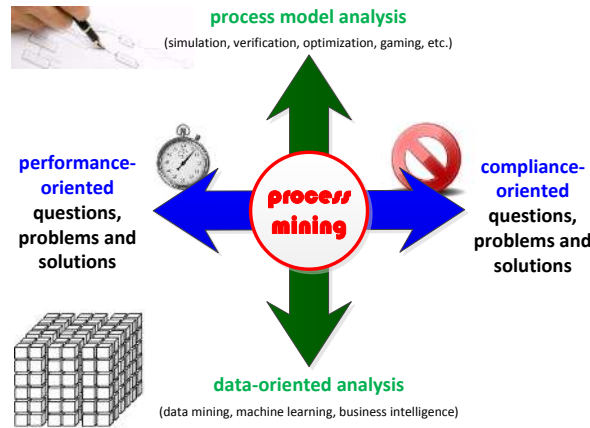 process model analysis
(simulation, verification, optimization, gaming, etc.)
performance-
oriented
questions,
problems and
solutions
process
mining
compliance-
oriented
questions,
problems and
solutions
data-oriented analysis
(data mining, machine learning, business intelligence)